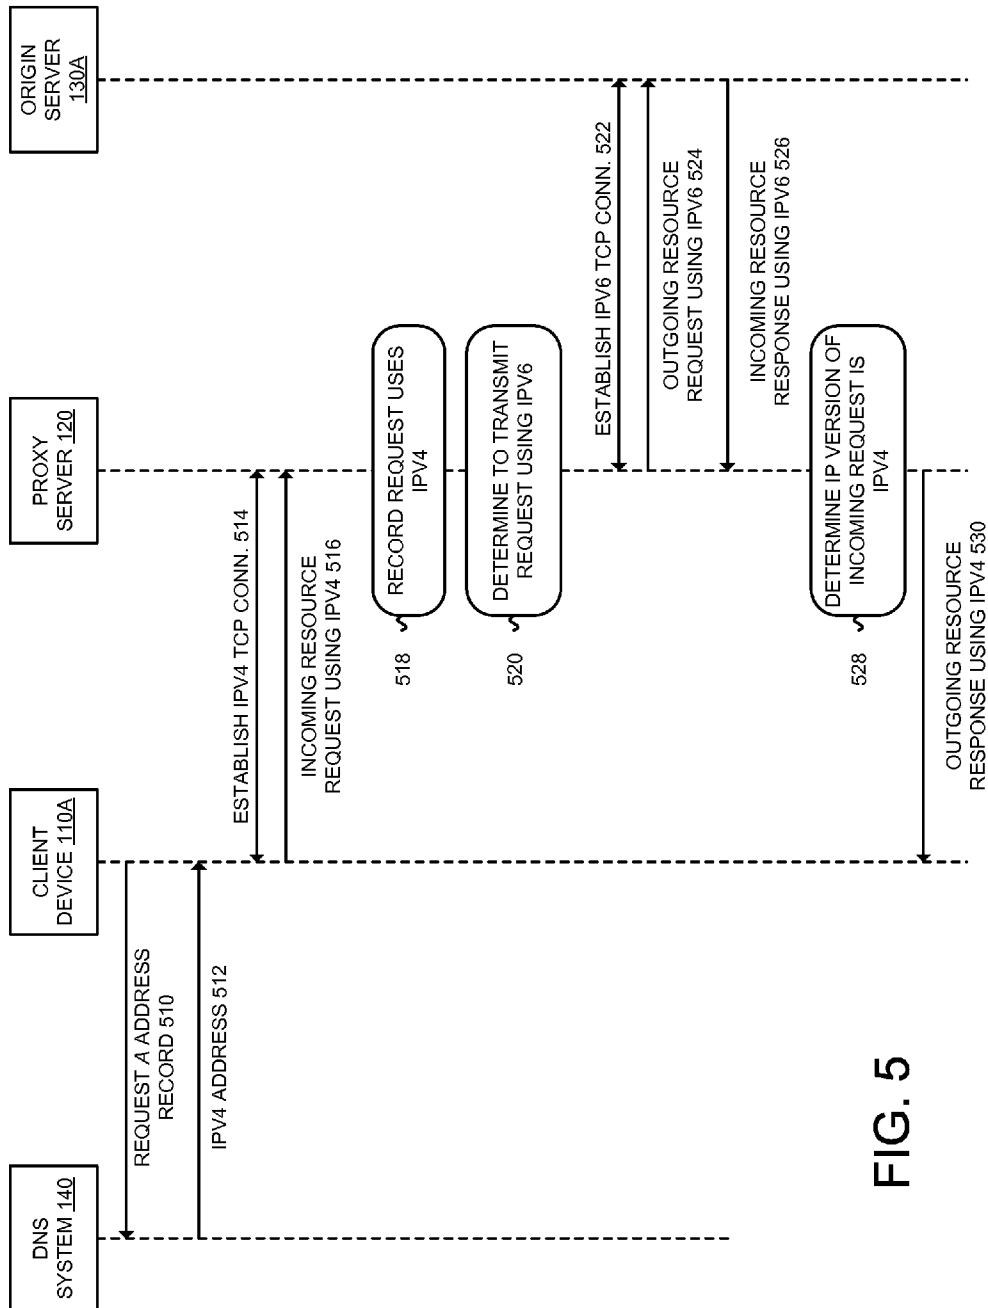 DNS
SYSTEM 140
CLIENT
DEVICE 110A
PROXY
SERVER 120
ORIGIN
SERVER
130A
REQUEST A ADDRESS
RECORD 510
IPV4 ADDRESS 512
ESTABLISH IPV4 TCP CONN. 514
INCOMING RESOURCE
REQUEST USING IPV4 516
RECORD REQUEST USES
IPV4
518
DETERMINE TO TRANSMIT
REQUEST USING IPV6
520
ESTABLISH IPV6 TCP CONN. 522
OUTGOING RESOURCE
REQUEST USING IPV6 524
INCOMING RESOURCE
RESPONSE USING IPV6 526
DETERMINE IP VERSION OF
INCOMING REQUEST IS
IPV4
528
OUTGOING RESOURCE
RESPONSE USING IPV4 530
FIG. 5